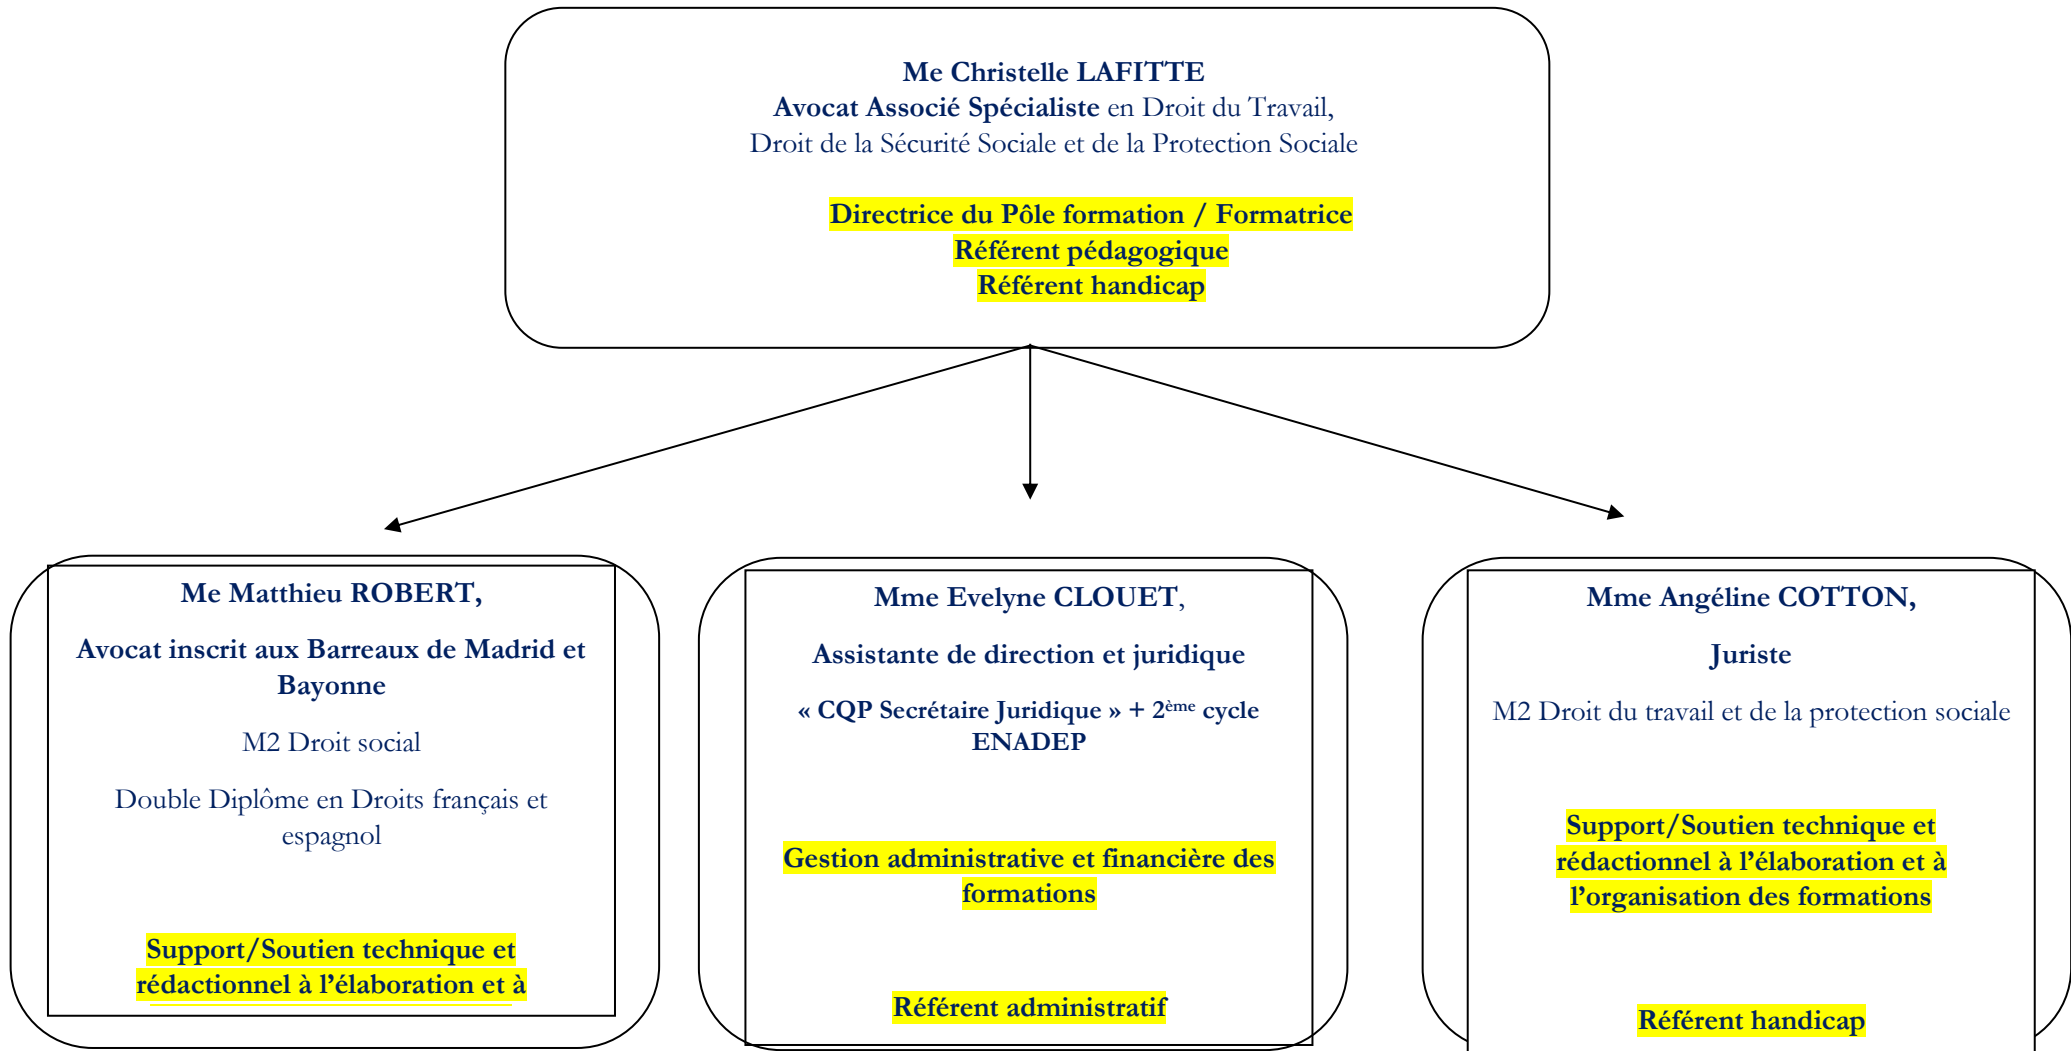 Me Christelle LAFITTE
Avocat Associé Spécialiste en Droit du Travail,
Droit de la Sécurité Sociale et de la Protection Sociale
Directrice du Pôle formation / Formatrice
Référent pédagogique
Référent handicap
Me Matthieu ROBERT,
Avocat inscrit aux Barreaux de Madrid et
Bayonne
M2 Droit social
Double Diplôme en Droits français et
espagnol
Support/Soutien technique et
rédactionnel à l’élaboration et à
Mme Evelyne CLOUET,
Assistante de direction et juridique
« CQP Secrétaire Juridique » + 2ème cycle
ENADEP
Gestion administrative et financière des
formations
Référent administratif
Mme Angéline COTTON,
Juriste
M2 Droit du travail et de la protection sociale
Support/Soutien technique et
rédactionnel à l’élaboration et à
l’organisation des formations
Référent handicap